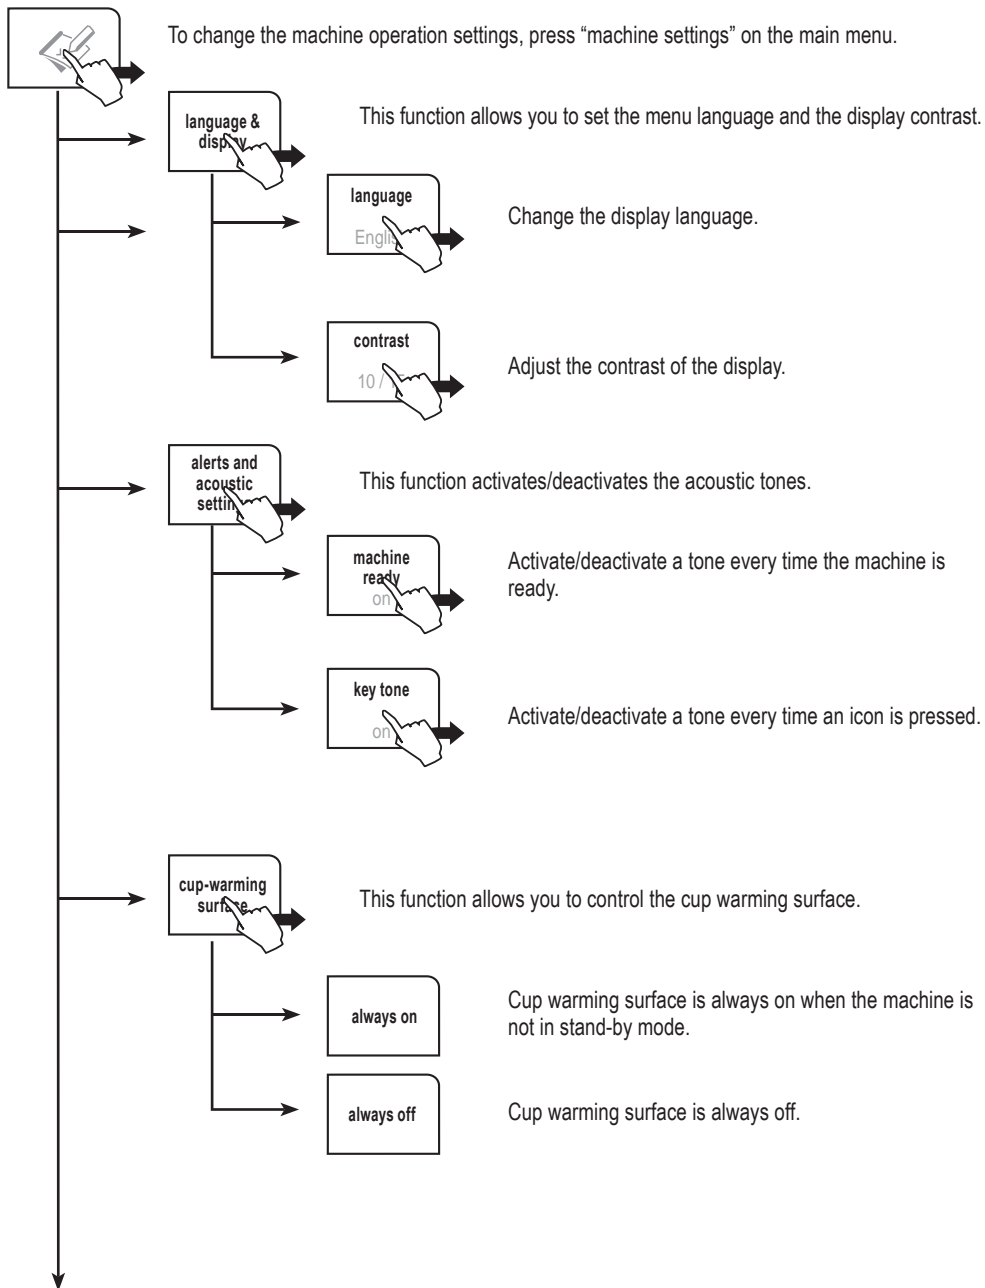 To change the machine operation settings, press “machine settings” on the main menu.
language &
display
This function allows you to set the menu language and the display contrast.
language
English
Change the display language.
contrast
10 /
Adjust the contrast of the display.
alerts and
acoustic
settin
This function activates/deactivates the acoustic tones.
machine
ready
on
Activate/deactivate a tone every time the machine is
ready.
key tone
on
Activate/deactivate a tone every time an icon is pressed.
cup-warming
surface
This function allows you to control the cup warming surface.
always on
Cup warming surface is always on when the machine is
not in stand-by mode.
always off
Cup warming surface is always off.